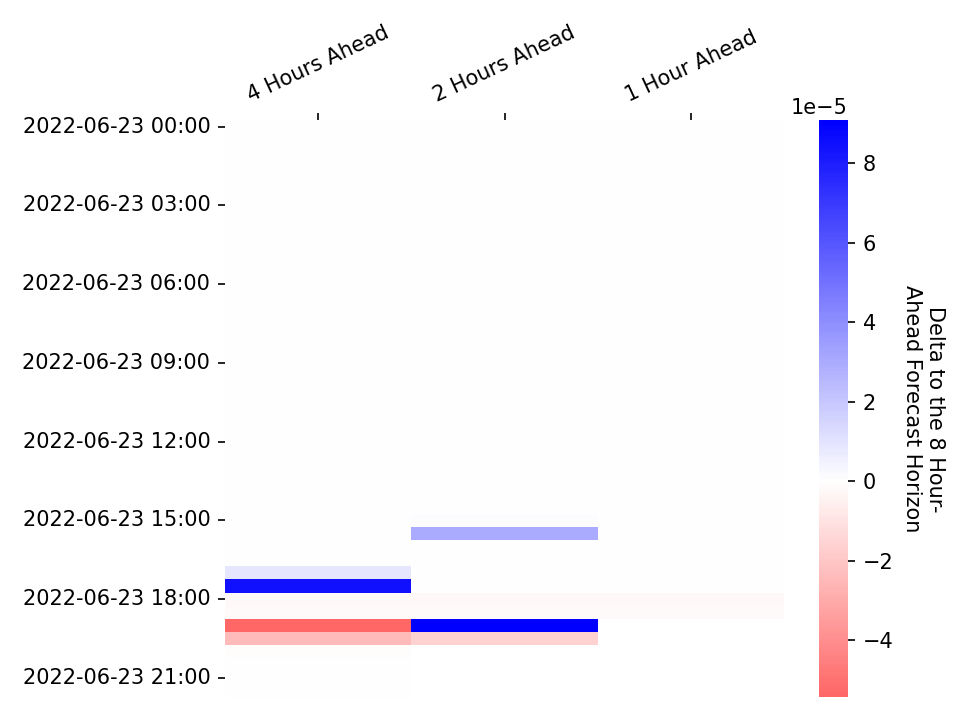 4 Hours Ahead
2 Hours Ahead
1 Hour Ahead
1e−5
2022-06-23 00:00
2022-06-23 03:00
2022-06-23 06:00
2022-06-23 09:00
2022-06-23 12:00
2022-06-23 15:00
2022-06-23 18:00
2022-06-23 21:00
8
6
4
2
0
−2
−4
Delta to the 8 Hour-
Ahead Forecast Horizon